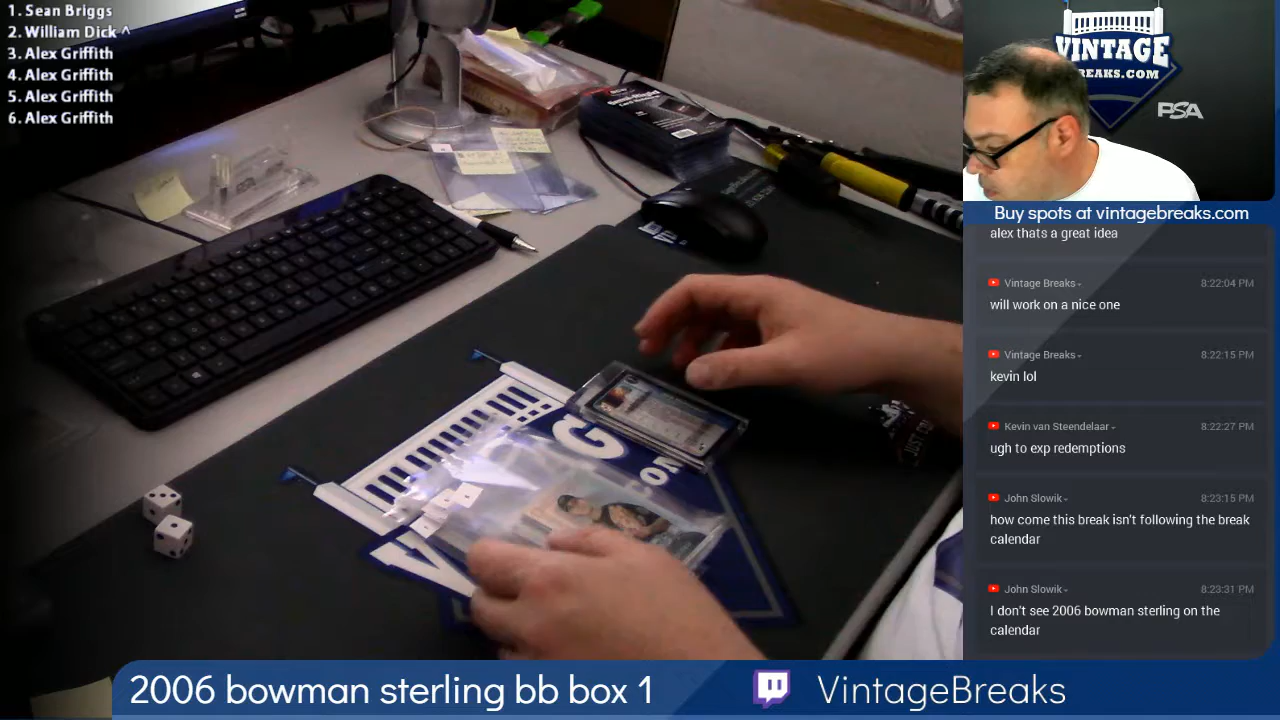 1. Sean Briggs
2. William Dick ^
3. Alex Griffith
4. Alex Griffith
5. Alex Griffith
6. Alex Griffith
VINTAGE
BREAKS.COM
PSA
Buy spots at vintagebreaks.com
alex thats a great idea
Vintage Breaks
8:22:04 PM
will work on a nice one
Vintage Breaks
8:22:15 PM
kevin lol
Kevin van Steendelaar
8:22:27 PM
ugh to exp redemptions
John Slowik
8:23:15 PM
how come this break isn't following the break
calendar
John Slowik
8:23:31 PM
I don't see 2006 bowman sterling on the
calendar
2006 bowman sterling bb box 1
VintageBreaks